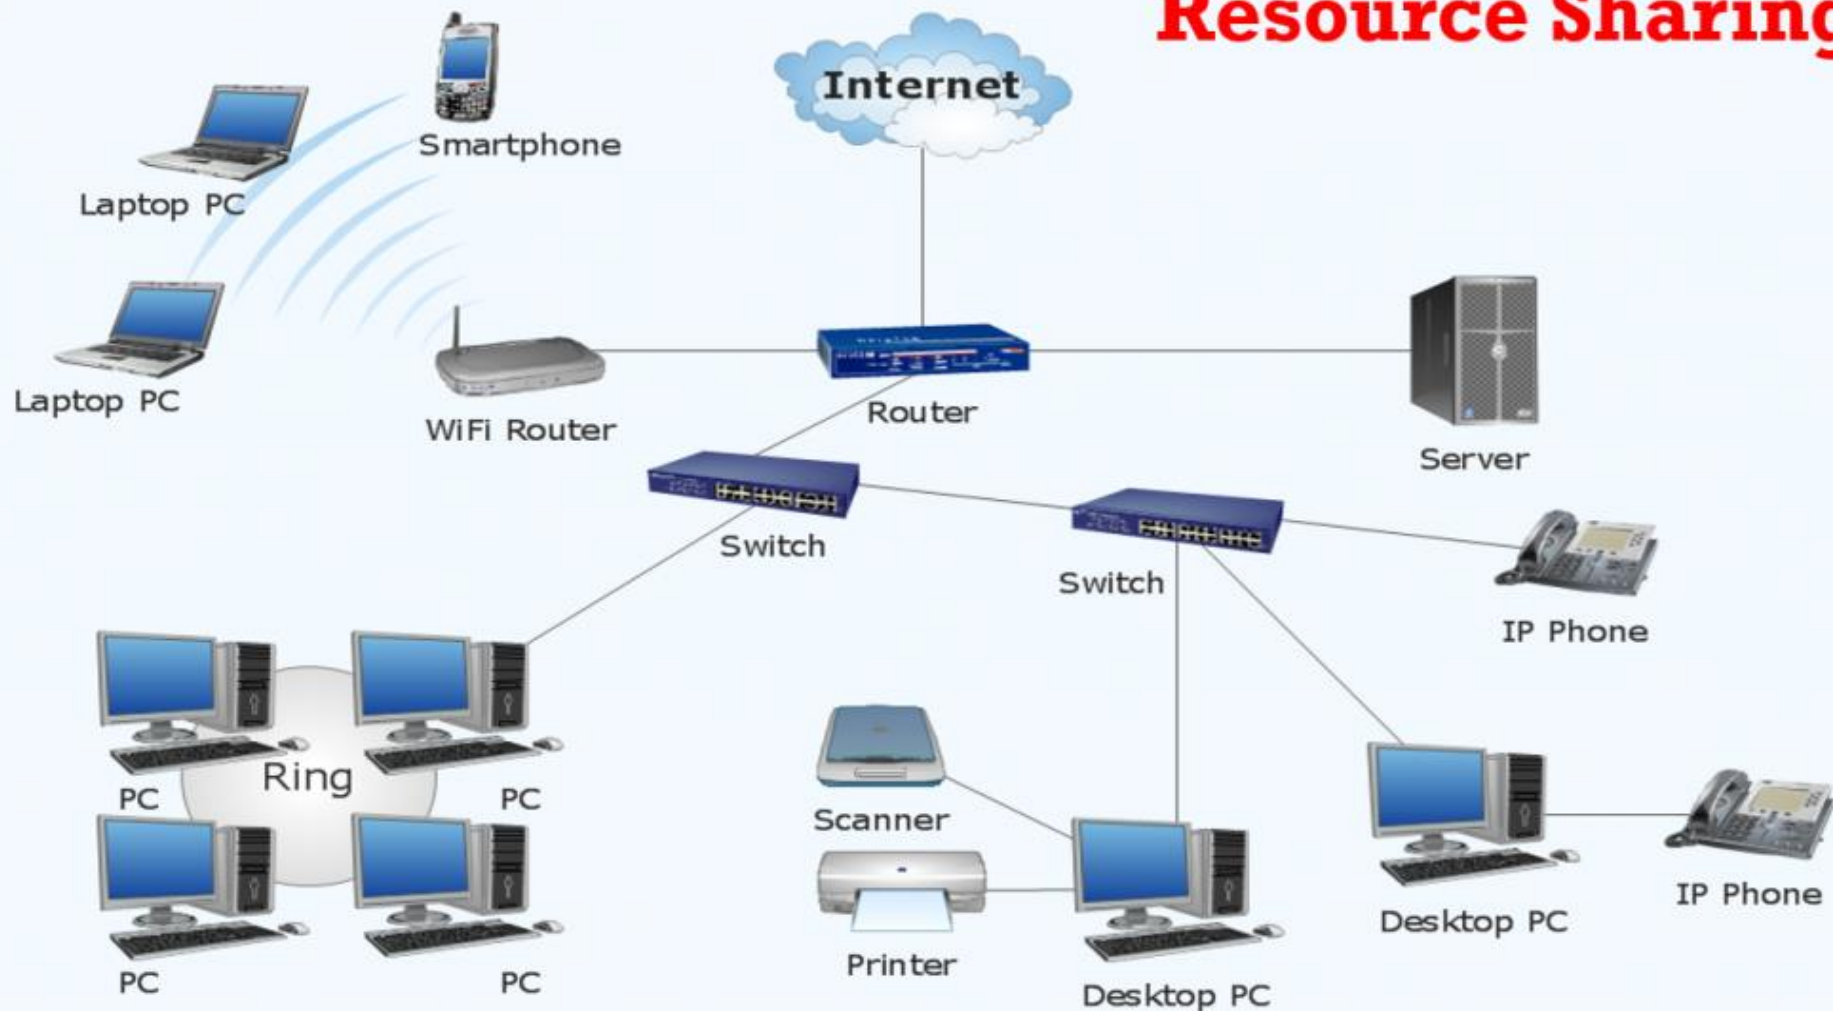 Resource Sharing
Internet
Smartphone
Laptop PC
Laptop PC
WiFi Router
Router
Server
Switch
Switch
IP Phone
Ring
PC
PC
PC
PC
Scanner
Printer
Desktop PC
Desktop PC
IP Phone